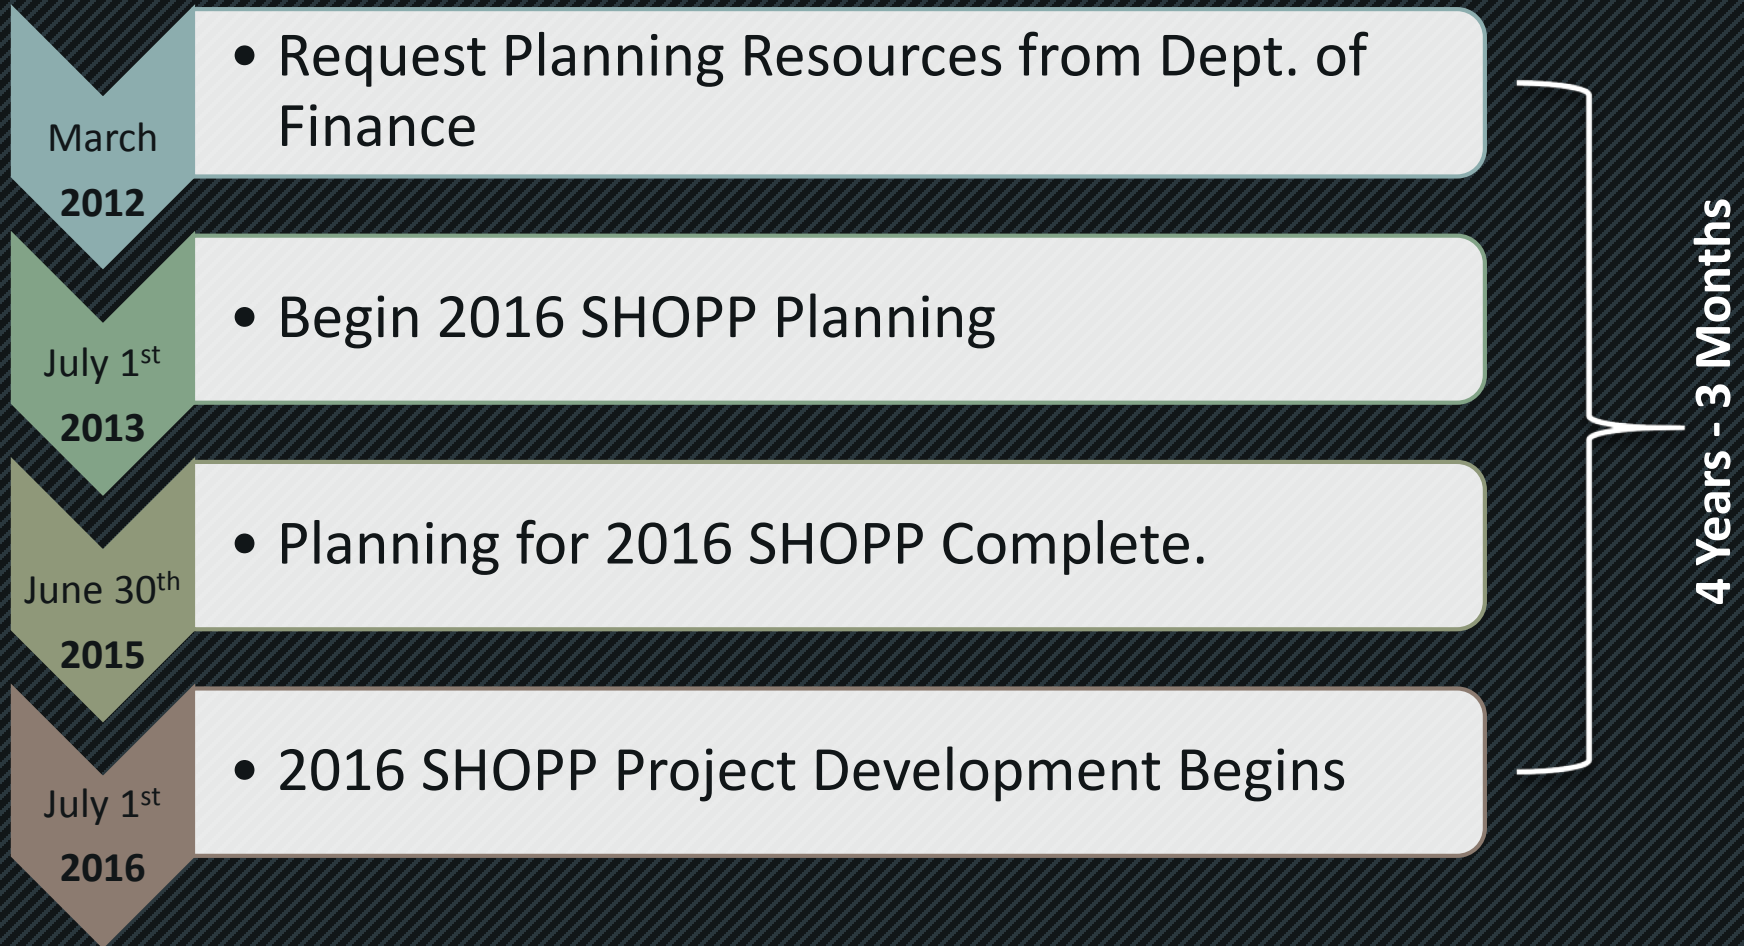 March
2012
• Request Planning Resources from Dept. of
Finance
July 1st
2013
• Begin 2016 SHOPP Planning
June 30th
2015
• Planning for 2016 SHOPP Complete.
July 1st
2016
• 2016 SHOPP Project Development Begins
4 Years - 3 Months